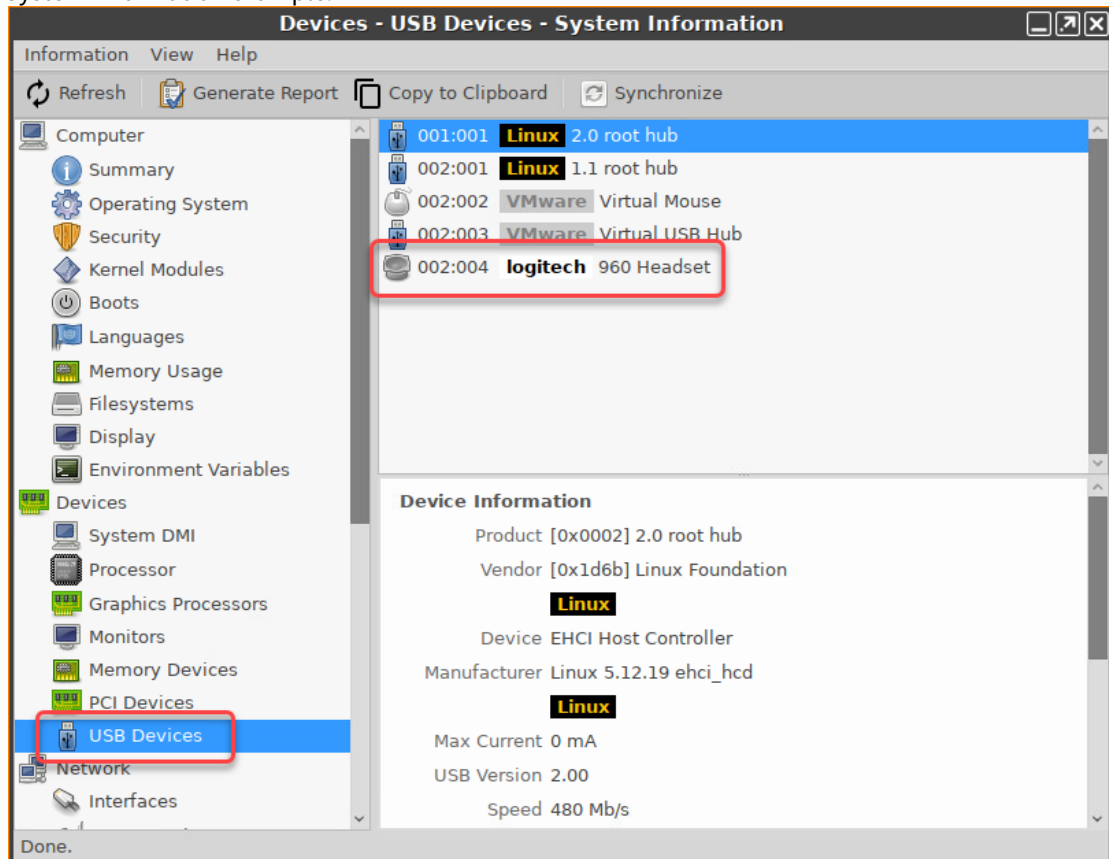 Devices - USB Devices - System Information
Information View Help
Refresh Generate Report Copy to Clipboard Synchronize
Computer
Summary
Operating System
Security
Kernel Modules
Boots
Languages
Memory Usage
Filesystems
Display
Environment Variables
Devices
System DMI
Processor
Graphics Processors
Monitors
Memory Devices
PCI Devices
USB Devices
Network
Interfaces
001:001 Linux 2.0 root hub
002:001 Linux 1.1 root hub
002:002 VMware Virtual Mouse
002:003 VMware Virtual USB Hub
002:004 logitech 960 Headset
Device Information
Product [0x0002] 2.0 root hub
Vendor [0x1d6b] Linux Foundation
Linux
Device EHCI Host Controller
Manufacturer Linux 5.12.19 ehci_hcd
Linux
Max Current 0 mA
USB Version 2.00
Speed 480 Mb/s
Done.